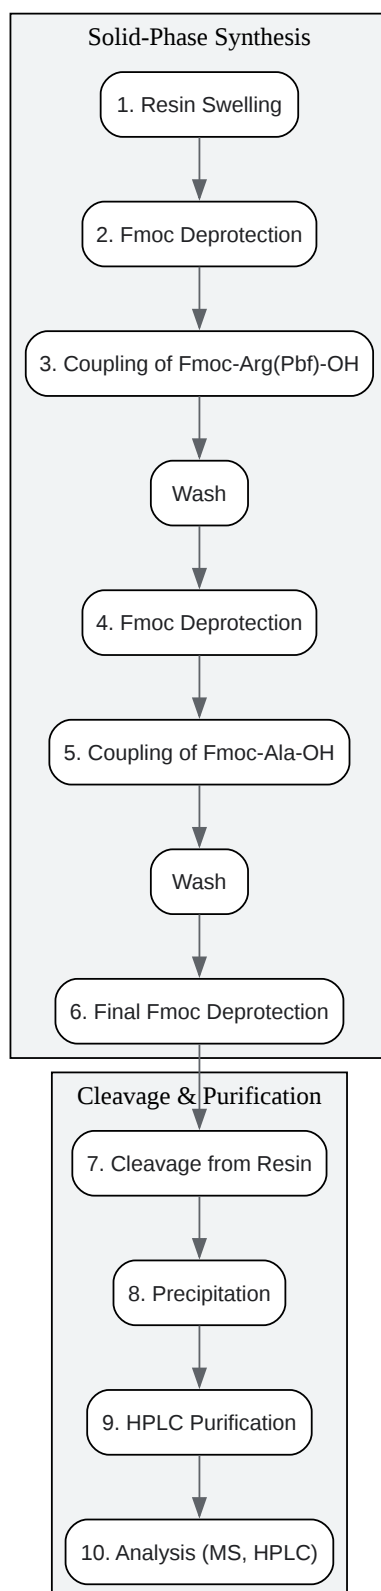 Solid-Phase Synthesis
1. Resin Swelling
2. Fmoc Deprotection
3. Coupling of Fmoc-Arg(Pbf)-OH
Wash
4. Fmoc Deprotection
5. Coupling of Fmoc-Ala-OH
Wash
6. Final Fmoc Deprotection
Cleavage & Purification
7. Cleavage from Resin
8. Precipitation
9. HPLC Purification
10. Analysis (MS, HPLC)